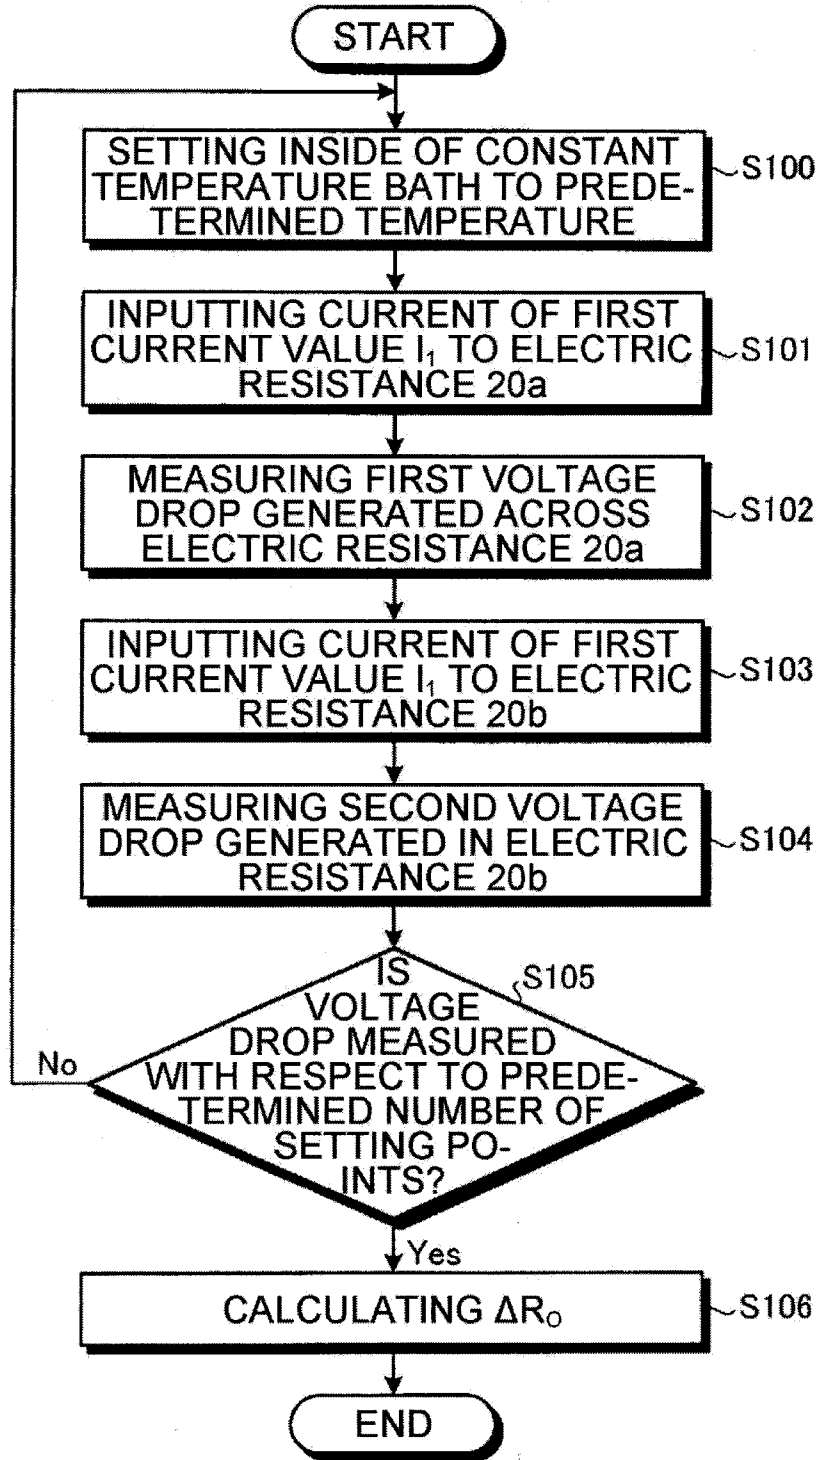 START
SETTING INSIDE OF CONSTANT
TEMPERATURE BATH TO PREDE-
TERMINED TEMPERATURE
S100
INPUTTING CURRENT OF FIRST
CURRENT VALUE I₁ TO ELECTRIC
RESISTANCE 20a
S101
MEASURING FIRST VOLTAGE
DROP GENERATED ACROSS
ELECTRIC RESISTANCE 20a
S102
INPUTTING CURRENT OF FIRST
CURRENT VALUE I₁ TO ELECTRIC
RESISTANCE 20b
S103
MEASURING SECOND VOLTAGE
DROP GENERATED IN ELECTRIC
RESISTANCE 20b
S104
IS
VOLTAGE
DROP MEASURED
WITH RESPECT TO PREDE-
TERMINED NUMBER OF
SETTING PO-
INTS?
S105
No
Yes
CALCULATING ΔR₀
S106
END